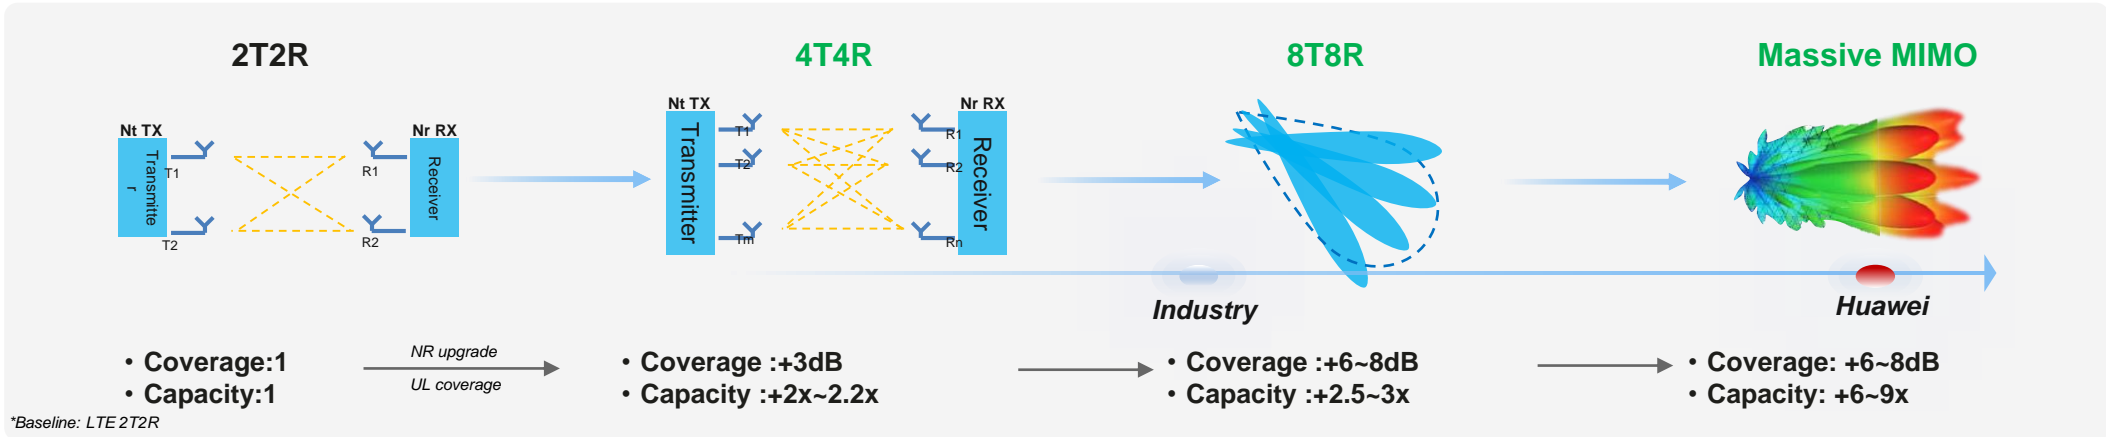 2T2R
4T4R
8T8R
Massive MIMO
Nt TX
Nr RX
Transmitte
r
T1
T2
R1
R2
Receiver
Nt TX
Nr RX
Transmitter
T1
T2
Tm
R1
R2
Rn
Receiver
Industry
Huawei
• Coverage:1
• Capacity:1
NR upgrade
UL coverage
• Coverage :+3dB
• Capacity :+2x~2.2x
• Coverage :+6~8dB
• Capacity :+2.5~3x
• Coverage: +6~8dB
• Capacity: +6~9x
*Baseline: LTE 2T2R